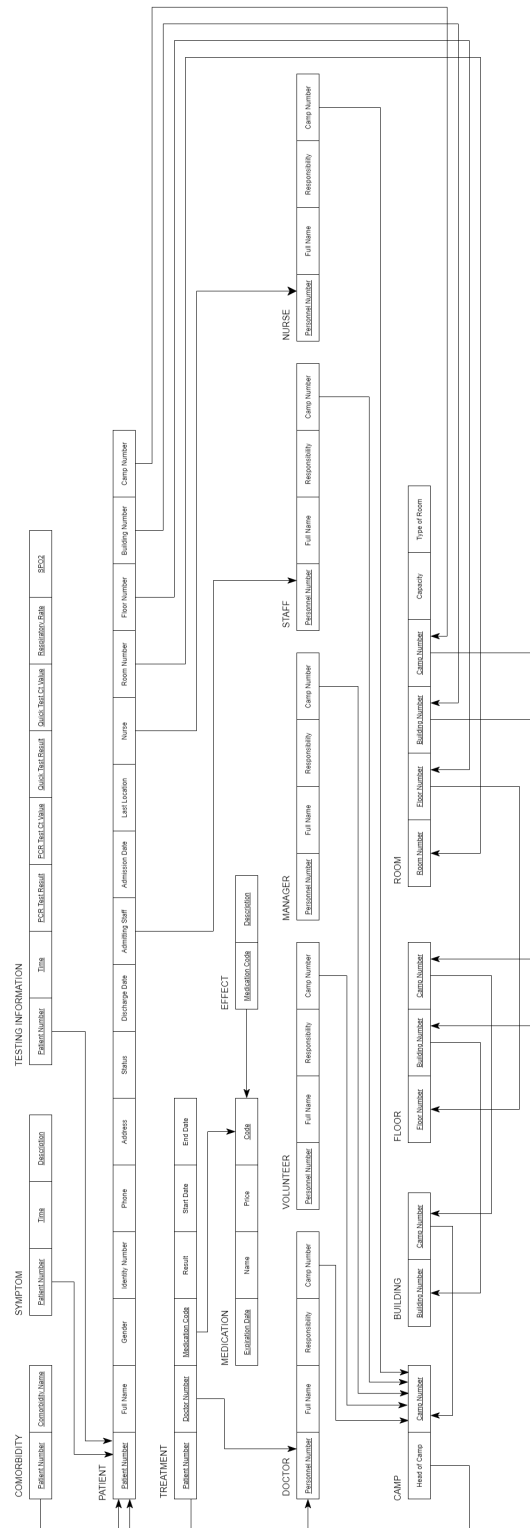 COMORBIDITY
Patient Number Comorbidity Name
SYMPTOM
Patient Number Time Description
TESTING INFORMATION
Patient Number Time PCR Test Result PCR Test Ct Value Quick Test Result Quick Test Ct Value Respiratory Rate SPO2
PATIENT
Patient Number Full Name Gender Identity Number Phone Address Status Discharge Date Admitting Staff Admission Date Last Location Nurse Room Number Floor Number Building Number Camp Number
TREATMENT
Patient Number Doctor Number Medication Code Result Start Date End Date
MEDICATION
Expiration Date Name Price Code
EFFECT
Medication Code Description
DOCTOR
Personnel Number Full Name Responsibility Camp Number
VOLUNTEER
Personnel Number Full Name Responsibility Camp Number
MANAGER
Personnel Number Full Name Responsibility Camp Number
STAFF
Personnel Number Full Name Responsibility Camp Number
NURSE
Personnel Number Full Name Responsibility Camp Number
CAMP
Head of Camp Camp Number
BUILDING
Building Number Camp Number
FLOOR
Floor Number Building Number Camp Number
ROOM
Room Number Floor Number Building Number Camp Number Capacity Type of Room